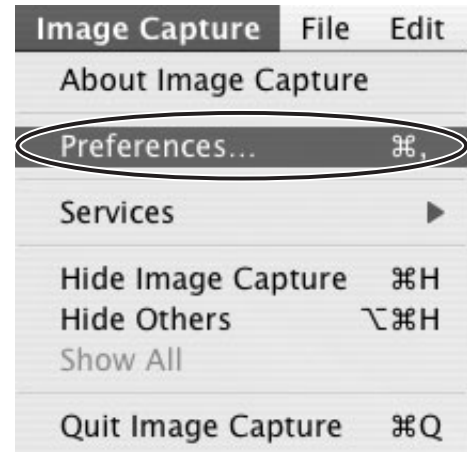 Image Capture File Edit
About Image Capture
Preferences... ⌘,
Services ▶
Hide Image Capture ⌘H
Hide Others ⌥⌘H
Show All
Quit Image Capture ⌘Q